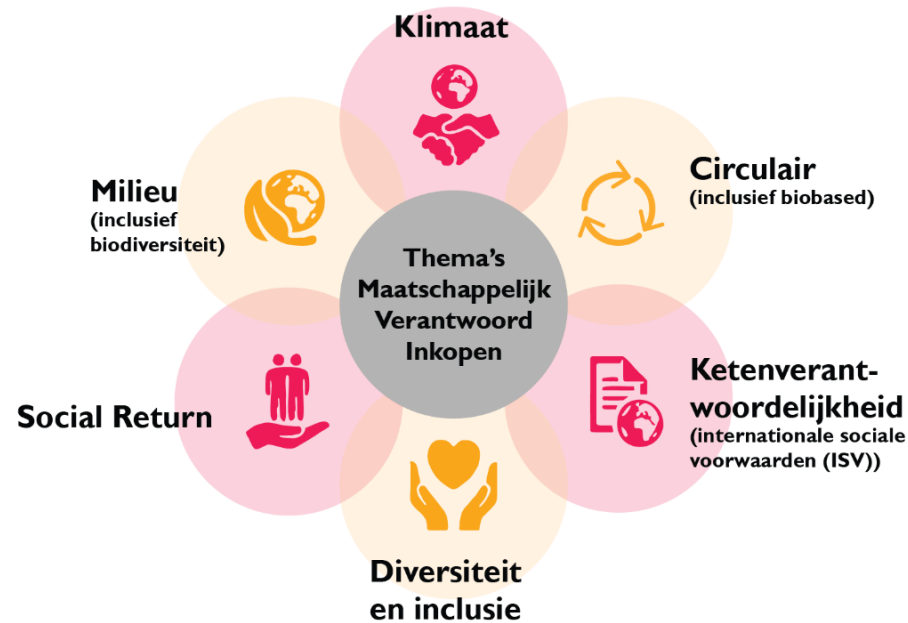 Klimaat
Circulair
(inclusief biobased)
Milieu
(inclusief
biodiversiteit)
Thema’s
Maatschappelijk
Verantwoord
Inkopen
Ketenverant-
woordelijkheid
(internationale sociale
voorwaarden (ISV))
Social Return
Diversiteit
en inclusie